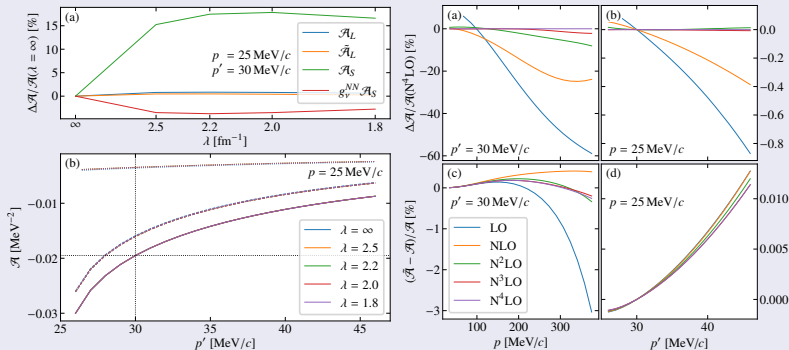 (a)
ΔA/A(λ = ∞) [%]
15
10
5
0
p = 25 MeV/c
p′ = 30 MeV/c
A_L
Ã_L
A_S
g_ν^{NN} A_S
∞
2.5
2.2
2.0
1.8
λ [fm⁻¹]
(b)
p = 25 MeV/c
A [MeV⁻²]
−0.01
−0.02
−0.03
λ = ∞
λ = 2.5
λ = 2.2
λ = 2.0
λ = 1.8
25
30
35
40
45
p′ [MeV/c]
(a)
ΔA/A(N⁴LO) [%]
0
−20
−40
−60
p′ = 30 MeV/c
(b)
p = 25 MeV/c
0.0
−0.2
−0.4
−0.6
−0.8
(c)
p′ = 30 MeV/c
(Ã − A)/A [%]
0
−1
−2
−3
LO
NLO
N²LO
N³LO
N⁴LO
100
200
300
p [MeV/c]
(d)
p = 25 MeV/c
0.010
0.005
0.000
30
40
p′ [MeV/c]